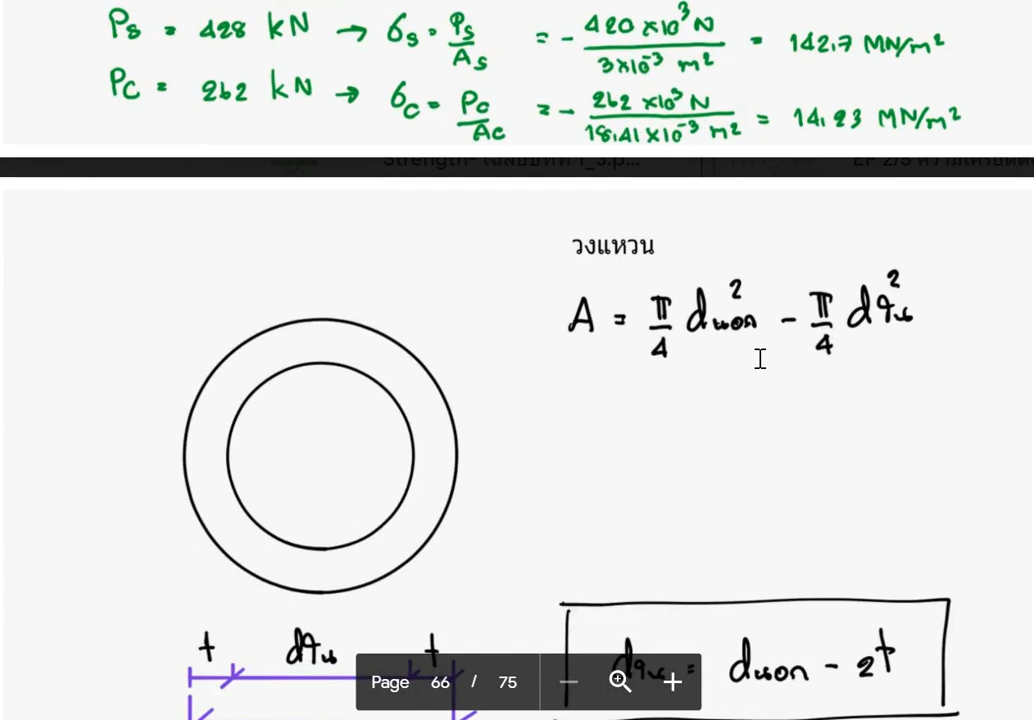 Ps = 428 kN → σs = Ps/As = - 428 ×10³ N / 3×10⁻³ m² = 142.7 MN/m²
Pc = 262 kN → σc = Pc/Ac = - 262 ×10³ N / 18.41×10⁻³ m² = 14.23 MN/m²
วงแหวน
A = π/4 dนอก² - π/4 dใน²
t dใน t
dใน = dนอก - 2t
Page 66 / 75